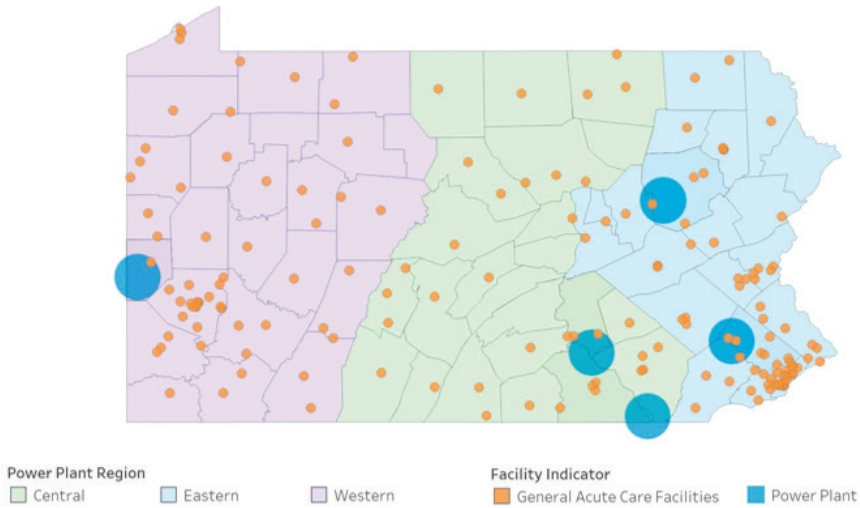 Power Plant Region
Central
Eastern
Western
Facility Indicator
General Acute Care Facilities
Power Plant